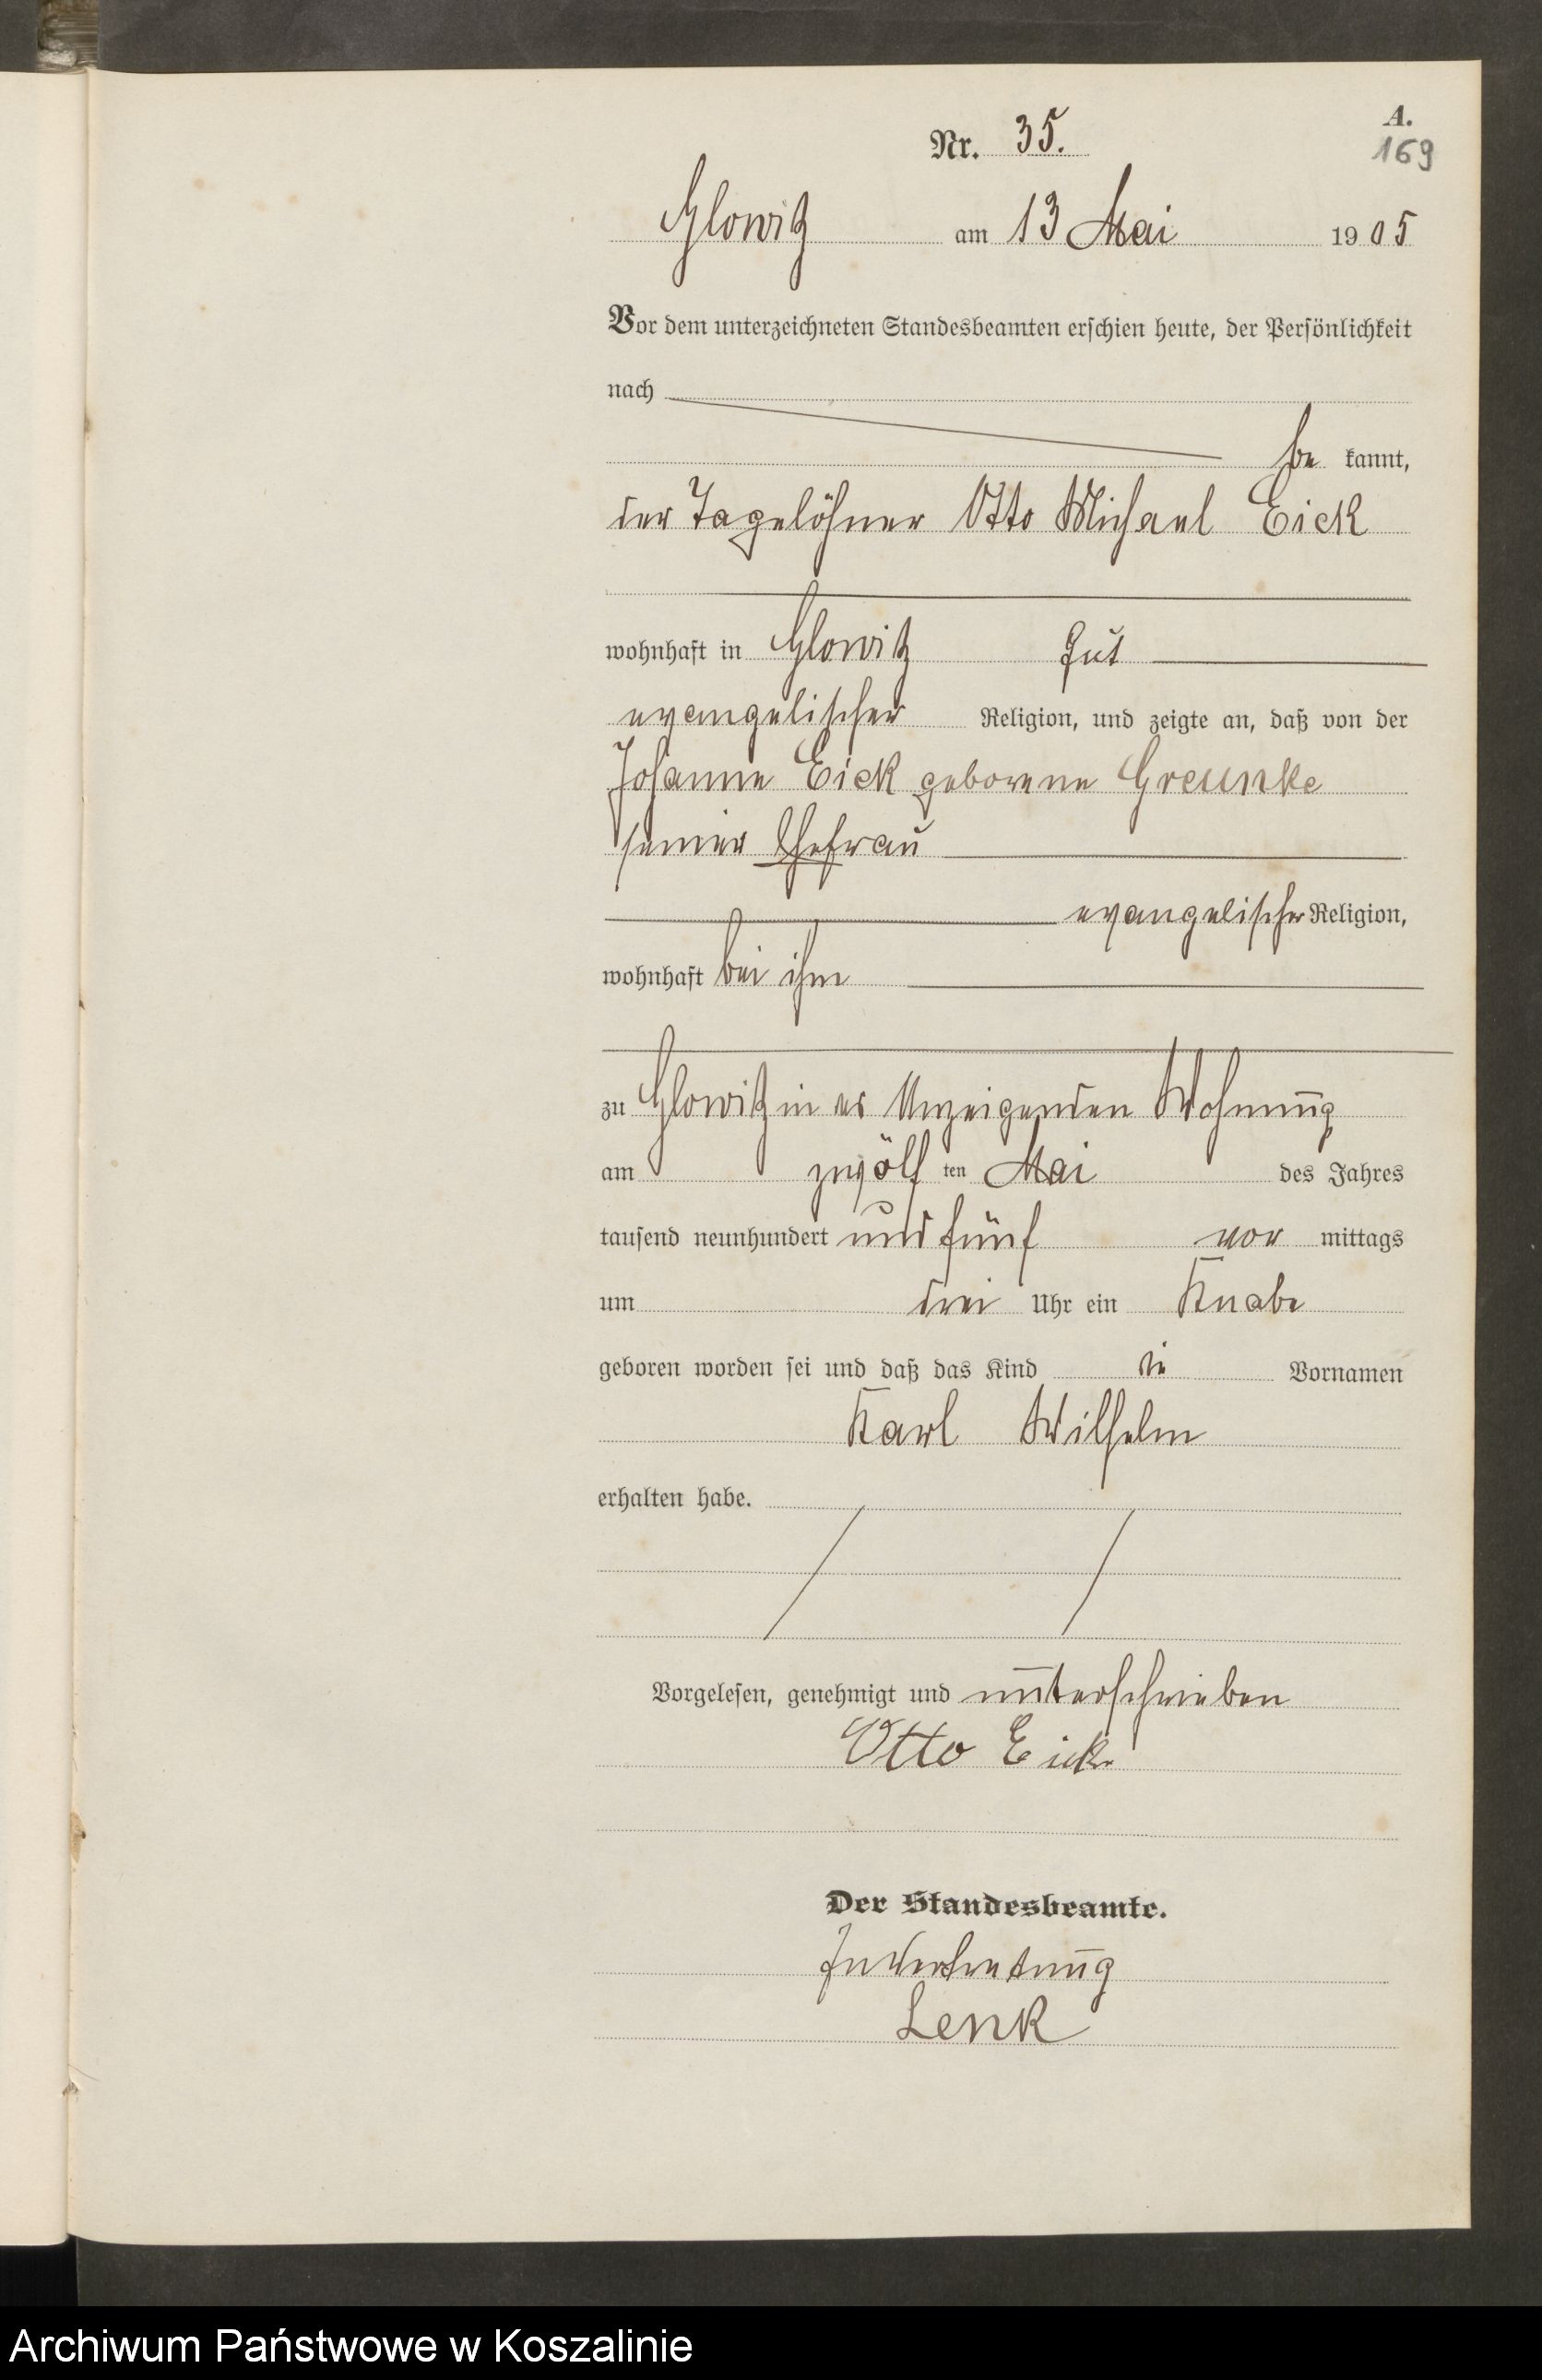 A.
Nr. 35.
169
Glowitz am 13 Mai 1905
Vor dem unterzeichneten Standesbeamten erschien heute, der Persönlichkeit
nach
be kannt,
der Tagelöhner Otto Michael Eick
wohnhaft in Glowitz Gut
evangelischer Religion, und zeigte an, daß von der
Johanne Eick geborene Greunke
seiner Ehefrau
evangelischer Religion,
wohnhaft bei ihm
zu Glowitz in des Anzeigenden Wohnung
am zwölf ten Mai des Jahres
tausend neunhundert und fünf vor mittags
um drei Uhr ein Knabe
geboren worden sei und daß das Kind die Vornamen
Karl Wilhelm
erhalten habe.
Vorgelesen, genehmigt und unterschrieben
Otto Eick
Der Standesbeamte.
In Vertretung
Lenk
Archiwum Państwowe w Koszalinie